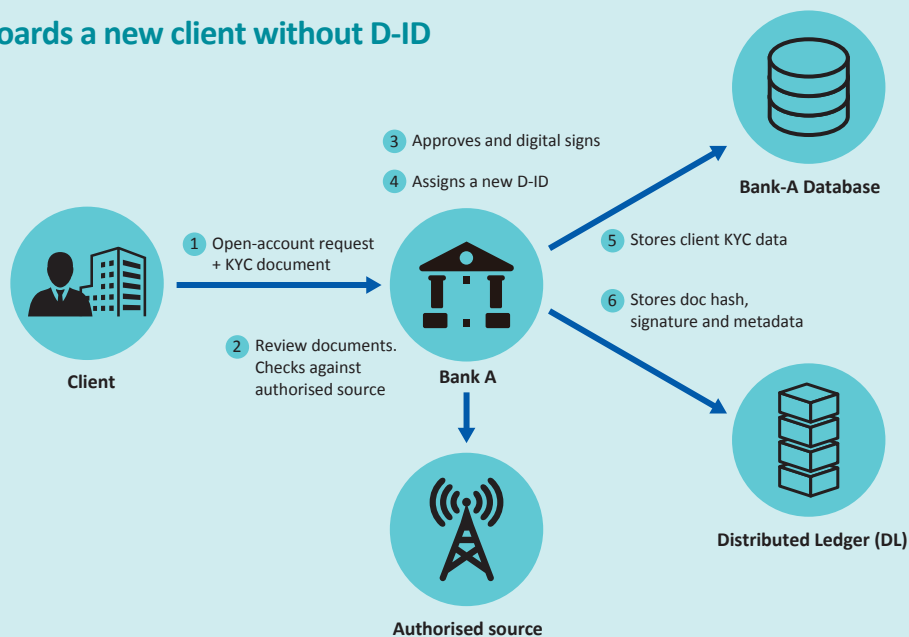 oards a new client without D-ID
3 Approves and digital signs
4 Assigns a new D-ID
Bank-A Database
1 Open-account request
+ KYC document
5 Stores client KYC data
6 Stores doc hash,
signature and metadata
2 Review documents.
Checks against
authorised source
Client
Bank A
Distributed Ledger (DL)
Authorised source